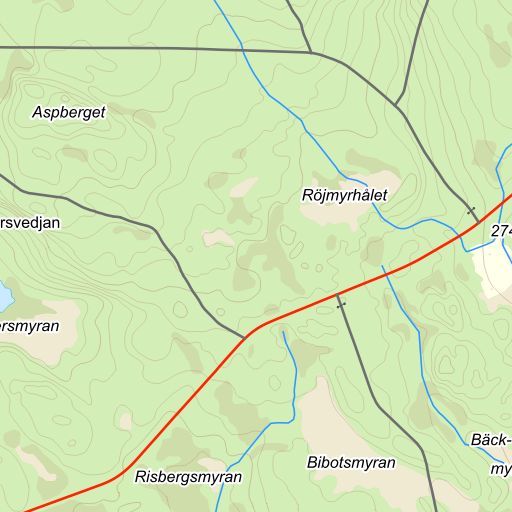 Aspberget
Röjmyrhålet
rsvedjan
274
ersmyran
Bäck-
my
Bibotsmyran
Risbergsmyran